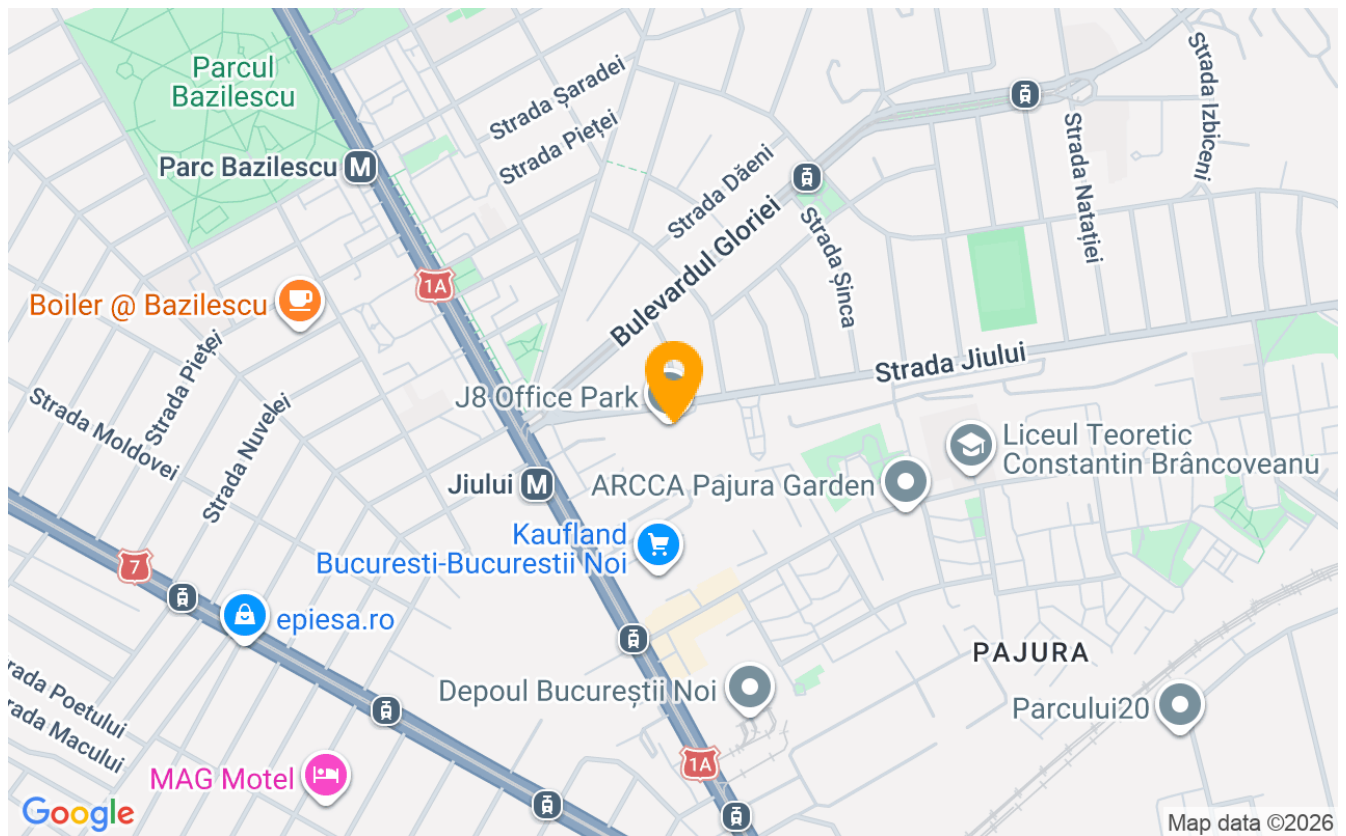 Parcul
Bazilescu
Strada Șaradei
Strada Pieței
Strada Izbiceni
Strada Natației
Parc Bazilescu
M
Strada Dăeni
Bulevardul Gloriei
Strada Șinca
1A
Boiler @ Bazilescu
Strada Pieței
Strada Nuvelei
Strada Moldovei
Strada Jiului
J8 Office Park
Liceul Teoretic
Constantin Brâncoveanu
Jiului
M
ARCCA Pajura Garden
Kaufland
Bucuresti-Bucurestii Noi
7
epiesa.ro
PAJURA
rada Poetului
rada Macului
Depoul Bucureștii Noi
Parcului20
1A
MAG Motel
Google
Map data ©2026